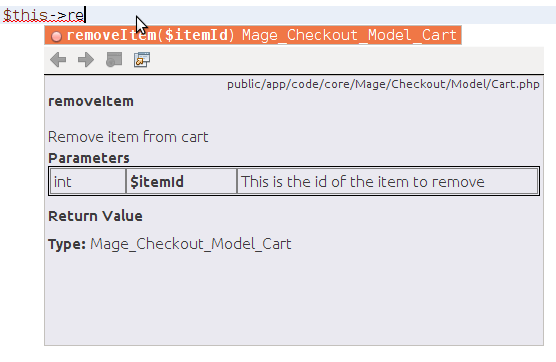 $this->re
removeItem($itemId) Mage_Checkout_Model_Cart
public/app/code/core/Mage/Checkout/Model/Cart.php
removeItem
Remove item from cart
Parameters
int $itemId This is the id of the item to remove
Return Value
Type: Mage_Checkout_Model_Cart